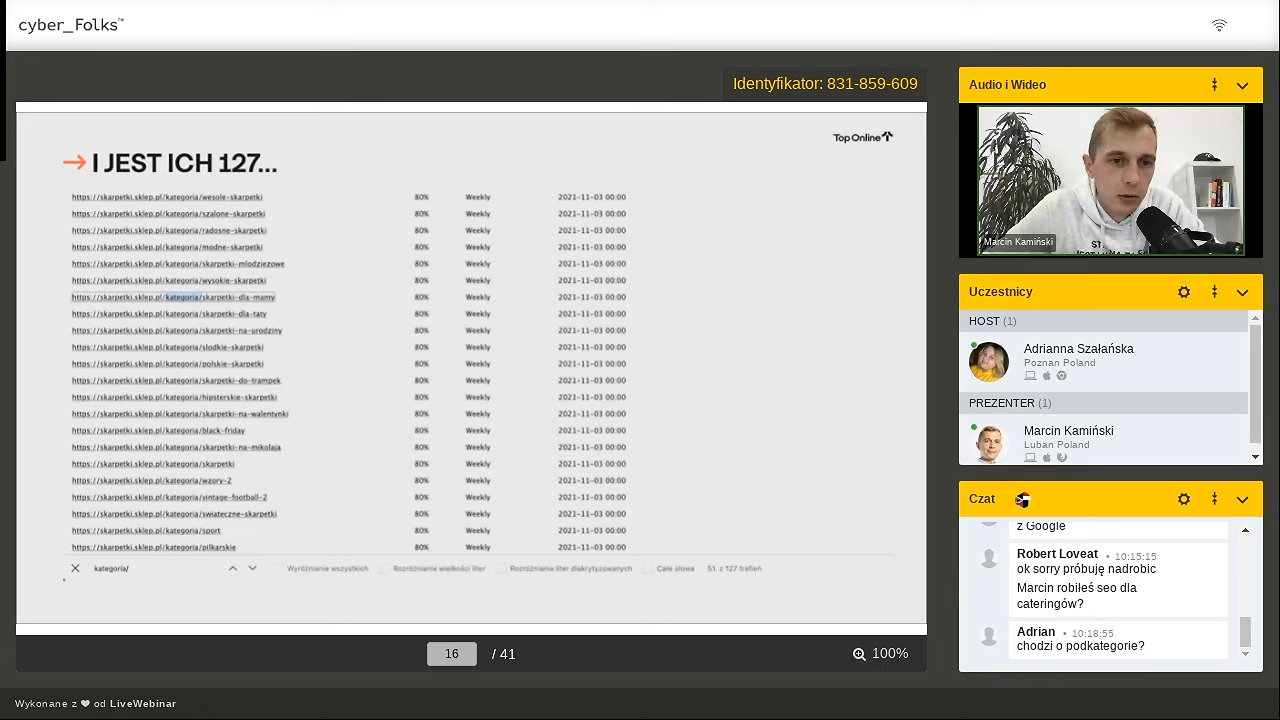 cyber_Folks™
Identyfikator: 831-859-609
Top Online
I JEST ICH 127...
https://skarpetki.sklep.pl/kategoria/wesole-skarpetki 80% Weekly 2021-11-03 00:00
https://skarpetki.sklep.pl/kategoria/szalone-skarpetki 80% Weekly 2021-11-03 00:00
https://skarpetki.sklep.pl/kategoria/radosne-skarpetki 80% Weekly 2021-11-03 00:00
https://skarpetki.sklep.pl/kategoria/modne-skarpetki 80% Weekly 2021-11-03 00:00
https://skarpetki.sklep.pl/kategoria/skarpetki-mlodziezowe 80% Weekly 2021-11-03 00:00
https://skarpetki.sklep.pl/kategoria/wysokie-skarpetki 80% Weekly 2021-11-03 00:00
https://skarpetki.sklep.pl/kategoria/skarpetki-dla-mamy 80% Weekly 2021-11-03 00:00
https://skarpetki.sklep.pl/kategoria/skarpetki-dla-taty 80% Weekly 2021-11-03 00:00
https://skarpetki.sklep.pl/kategoria/skarpetki-na-urodziny 80% Weekly 2021-11-03 00:00
https://skarpetki.sklep.pl/kategoria/slodkie-skarpetki 80% Weekly 2021-11-03 00:00
https://skarpetki.sklep.pl/kategoria/polskie-skarpetki 80% Weekly 2021-11-03 00:00
https://skarpetki.sklep.pl/kategoria/skarpetki-do-trampek 80% Weekly 2021-11-03 00:00
https://skarpetki.sklep.pl/kategoria/hipsterskie-skarpetki 80% Weekly 2021-11-03 00:00
https://skarpetki.sklep.pl/kategoria/skarpetki-na-walentynki 80% Weekly 2021-11-03 00:00
https://skarpetki.sklep.pl/kategoria/black-friday 80% Weekly 2021-11-03 00:00
https://skarpetki.sklep.pl/kategoria/skarpetki-na-mikolaja 80% Weekly 2021-11-03 00:00
https://skarpetki.sklep.pl/kategoria/skarpetki 80% Weekly 2021-11-03 00:00
https://skarpetki.sklep.pl/kategoria/wzory-2 80% Weekly 2021-11-03 00:00
https://skarpetki.sklep.pl/kategoria/vintage-football-2 80% Weekly 2021-11-03 00:00
https://skarpetki.sklep.pl/kategoria/swiateczne-skarpetki 80% Weekly 2021-11-03 00:00
https://skarpetki.sklep.pl/kategoria/sport 80% Weekly 2021-11-03 00:00
https://skarpetki.sklep.pl/kategoria/pilkarskie 80% Weekly 2021-11-03 00:00
kategoria/ Wyróżnianie wszystkich Rozróżnianie wielkości liter Rozróżnianie liter diakrytyzowanych Całe słowa 51. z 127 trafień
16 / 41
100%
Audio i Wideo
Marcin Kamiński
Uczestnicy
HOST (1)
Adrianna Szałańska
Poznan Poland
PREZENTER (1)
Marcin Kamiński
Luban Poland
Czat
z Google
Robert Loveat • 10:15:15
ok sorry próbuję nadrobic
Marcin robiłeś seo dla
cateringów?
Adrian • 10:18:55
chodzi o podkategorie?
Wykonane z ❤ od LiveWebinar